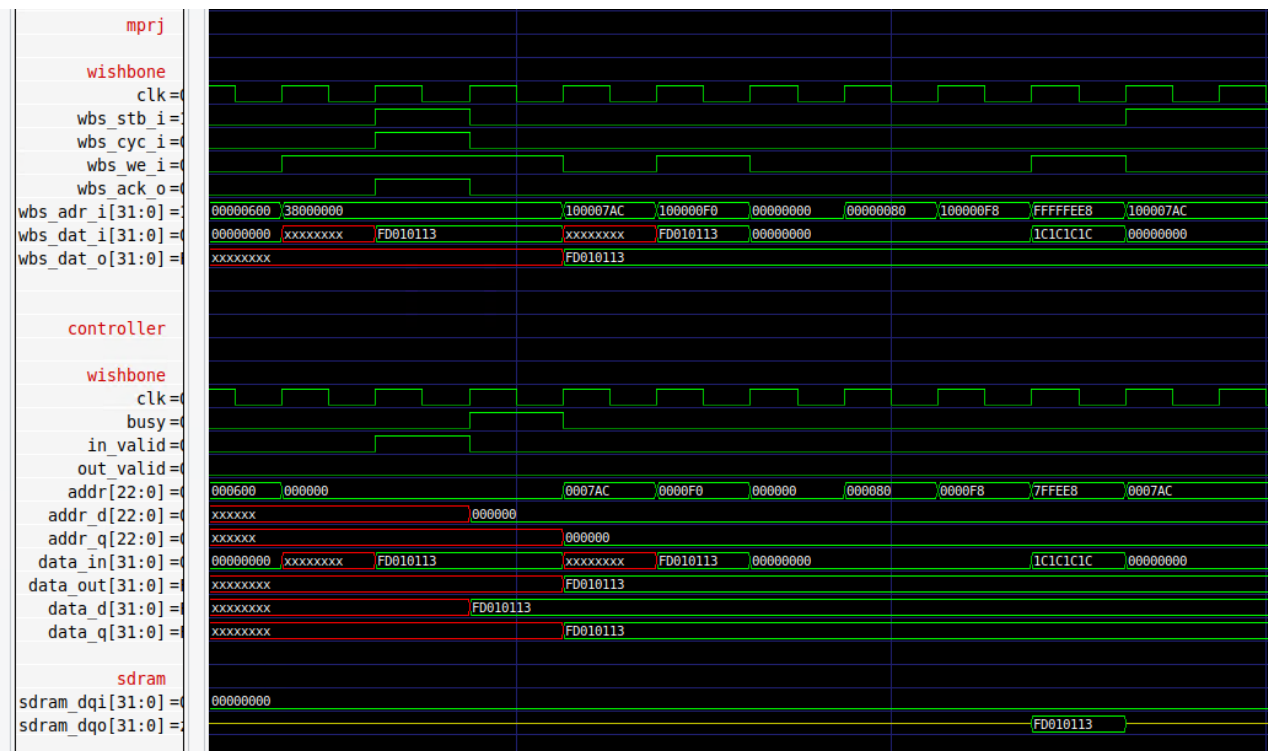 mprj
wishbone
clk=0
wbs_stb_i=1
wbs_cyc_i=0
wbs_we_i=0
wbs_ack_o=0
wbs_adr_i[31:0] =1 00000600 38000000 100007AC 100000F0 00000000 00000080 100000F8 FFFFFEE8 100007AC
wbs_dat_i[31:0] =0 00000000 xxxxxxxx FD010113 xxxxxxxx FD010113 00000000 1C1C1C1C 00000000
wbs_dat_o[31:0] = xxxxxxxx FD010113
controller
wishbone
clk=0
busy=0
in_valid=0
out_valid=0
addr[22:0] =0 000600 000000 0007AC 0000F0 000000 000080 0000F8 7FFEE8 0007AC
addr_d[22:0] =0 xxxxxx 000000
addr_q[22:0] =0 xxxxxx 000000
data_in[31:0] =0 00000000 xxxxxxxx FD010113 xxxxxxxx FD010113 00000000 1C1C1C1C 00000000
data_out[31:0] = xxxxxxxx FD010113
data_d[31:0] = xxxxxxxx FD010113
data_q[31:0] = xxxxxxxx FD010113
sdram
sdram_dqi[31:0] =0 00000000
sdram_dqo[31:0] =z FD010113